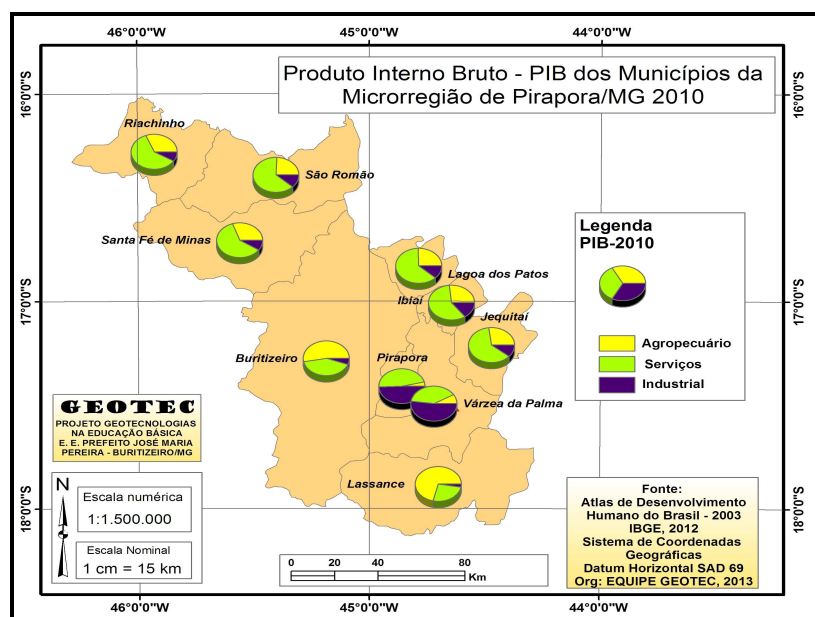 46°0'0"W
45°0'0"W
44°0'0"W
Produto Interno Bruto - PIB dos Municípios da
Microrregião de Pirapora/MG 2010
16°0'0"S
16°0'0"S
Riachinho
São Romão
Santa Fé de Minas
Lagoa dos Patos
Ibiaí
Jequitaí
Buritizeiro
Pirapora
Várzea da Palma
Lassance
17°0'0"S
17°0'0"S
Legenda
PIB-2010
Agropecuário
Serviços
Industrial
GEOTEC
PROJETO GEOTECNOLOGIAS
NA EDUCAÇÃO BÁSICA
E. E. PREFEITO JOSÉ MARIA
PEREIRA - BURITIZEIRO/MG
N
Escala numérica
1:1.500.000
Escala Nominal
1 cm = 15 km
0 20 40 80
Km
Fonte:
Atlas de Desenvolvimento
Humano do Brasil - 2003
IBGE, 2012
Sistema de Coordenadas
Geográficas
Datum Horizontal SAD 69
Org: EQUIPE GEOTEC, 2013
18°0'0"S
18°0'0"S
46°0'0"W
45°0'0"W
44°0'0"W